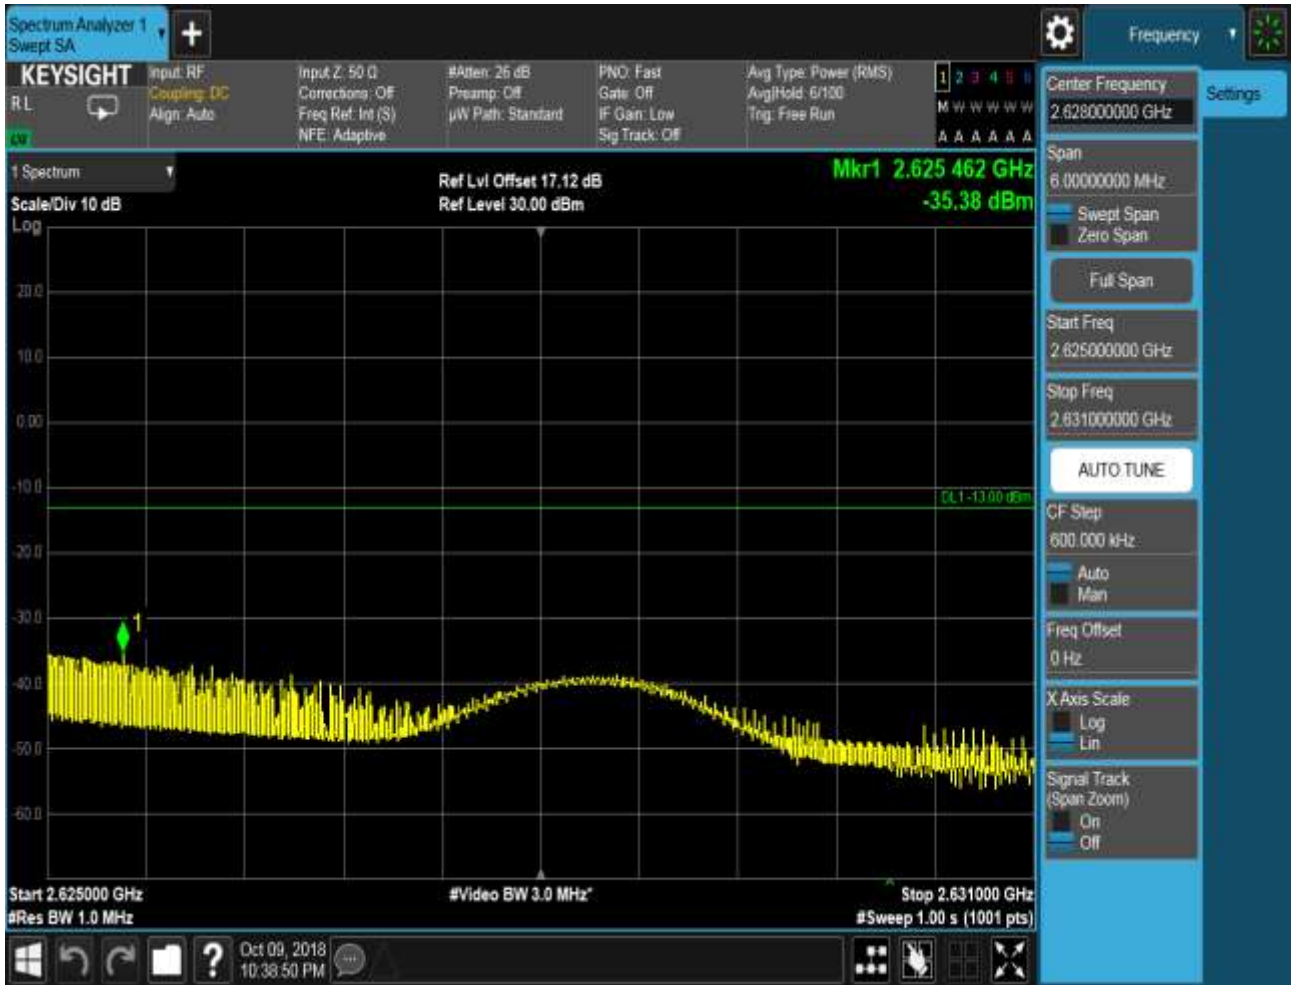 Spectrum Analyzer 1
Swept SA
+
Frequency
KEYSIGHT
R L
Input: RF
Coupling: DC
Align: Auto
Input Z: 50 Ω
Corrections: Off
Freq Ref: Int (S)
NFE: Adaptive
#Atten: 26 dB
Preamp: Off
µW Path: Standard
PNO: Fast
Gate: Off
IF Gain: Low
Sig Track: Off
Avg Type: Power (RMS)
Avg|Hold: 6/100
Trig: Free Run
1 2 3 4 5 6
M W W W W W
A A A A A A
1 Spectrum
Scale/Div 10 dB
Log
Ref Lvl Offset 17.12 dB
Ref Level 30.00 dBm
Mkr1 2.625 462 GHz
-35.38 dBm
20.0
10.0
0.00
-10.0
DL1 -13.00 dBm
-20.0
-30.0
1
-40.0
-50.0
-60.0
Start 2.625000 GHz
#Res BW 1.0 MHz
#Video BW 3.0 MHz*
Stop 2.631000 GHz
#Sweep 1.00 s (1001 pts)
Center Frequency
2.628000000 GHz
Settings
Span
6.00000000 MHz
Swept Span
Zero Span
Full Span
Start Freq
2.625000000 GHz
Stop Freq
2.631000000 GHz
AUTO TUNE
CF Step
600.000 kHz
Auto
Man
Freq Offset
0 Hz
X Axis Scale
Log
Lin
Signal Track
(Span Zoom)
On
Off
?
Oct 09, 2018
10:38:50 PM